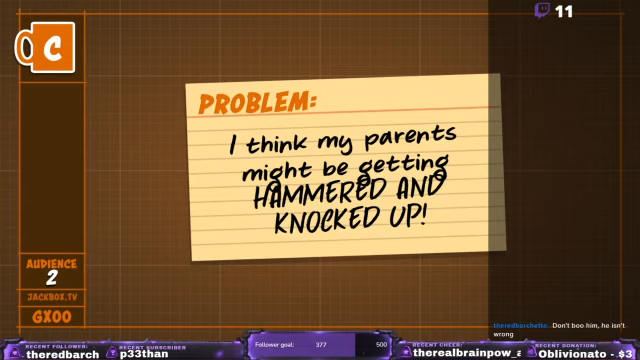 C
11
PROBLEM:
I think my parents
might be getting
HAMMERED AND
KNOCKED UP!
AUDIENCE
2
JACKBOX.TV
GXOO
theredbarchetta: Don't boo him, he isn't
wrong
RECENT FOLLOWER:
theredbarch
RECENT SUBSCRIBER
p33than
Follower goal: 377 500
RECENT CHEER:
therealbrainpow
RECENT DONATION:
Oblivionato - $3